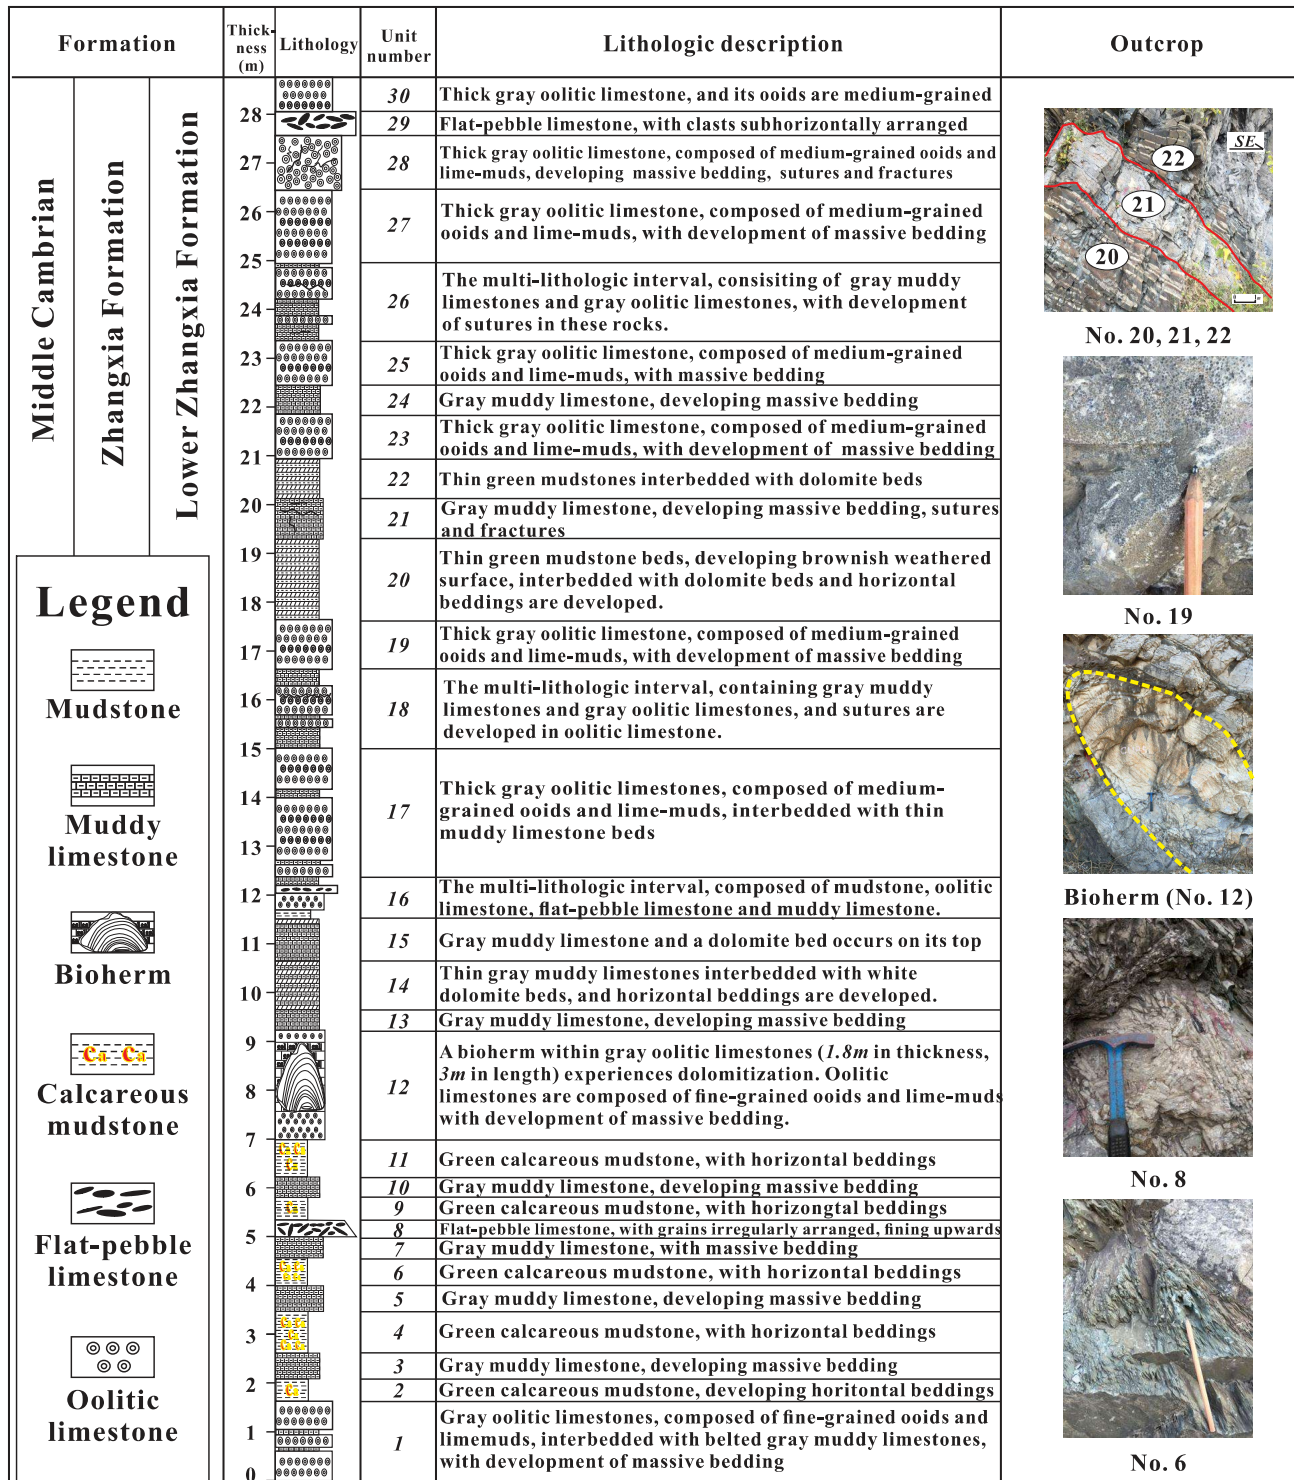 Formation
Thick-
ness
(m)
Lithology
Unit
number
Lithologic description
Outcrop
Middle Cambrian
Zhangxia Formation
Lower Zhangxia Formation
28
27
26
25
24
23
22
21
20
19
18
17
16
15
14
13
12
11
10
9
8
7
6
5
4
3
2
1
0
30
Thick gray oolitic limestone, and its ooids are medium-grained
29
Flat-pebble limestone, with clasts subhorizontally arranged
28
Thick gray oolitic limestone, composed of medium-grained ooids and
lime-muds, developing massive bedding, sutures and fractures
27
Thick gray oolitic limestone, composed of medium-grained
ooids and lime-muds, with development of massive bedding
26
The multi-lithologic interval, consisiting of gray muddy
limestones and gray oolitic limestones, with development
of sutures in these rocks.
25
Thick gray oolitic limestone, composed of medium-grained
ooids and lime-muds, with massive bedding
24
Gray muddy limestone, developing massive bedding
23
Thick gray oolitic limestone, composed of medium-grained
ooids and lime-muds, with development of massive bedding
22
Thin green mudstones interbedded with dolomite beds
21
Gray muddy limestone, developing massive bedding, sutures
and fractures
20
Thin green mudstone beds, developing brownish weathered
surface, interbedded with dolomite beds and horizontal
beddings are developed.
19
Thick gray oolitic limestone, composed of medium-grained
ooids and lime-muds, with development of massive bedding
18
The multi-lithologic interval, containing gray muddy
limestones and gray oolitic limestones, and sutures are
developed in oolitic limestone.
17
Thick gray oolitic limestones, composed of medium-
grained ooids and lime-muds, interbedded with thin
muddy limestone beds
16
The multi-lithologic interval, composed of mudstone, oolitic
limestone, flat-pebble limestone and muddy limestone.
15
Gray muddy limestone and a dolomite bed occurs on its top
14
Thin gray muddy limestones interbedded with white
dolomite beds, and horizontal beddings are developed.
13
Gray muddy limestone, developing massive bedding
12
A bioherm within gray oolitic limestones (1.8m in thickness,
3m in length) experiences dolomitization. Oolitic
limestones are composed of fine-grained ooids and lime-muds
with development of massive bedding.
11
Green calcareous mudstone, with horizontal beddings
10
Gray muddy limestone, developing massive bedding
9
Green calcareous mudstone, with horizongtal beddings
8
Flat-pebble limestone, with grains irregularly arranged, fining upwards
7
Gray muddy limestone, with massive bedding
6
Green calcareous mudstone, with horizontal beddings
5
Gray muddy limestone, developing massive bedding
4
Green calcareous mudstone, with horizontal beddings
3
Gray muddy limestone, developing massive bedding
2
Green calcareous mudstone, developing horitontal beddings
1
Gray oolitic limestones, composed of fine-grained ooids and
limemuds, interbedded with belted gray muddy limestones,
with development of massive bedding
Legend
Mudstone
Muddy
limestone
Bioherm
Ca Ca
Calcareous
mudstone
Flat-pebble
limestone
Oolitic
limestone
SE
22
21
20
No. 20, 21, 22
No. 19
Bioherm (No. 12)
No. 8
No. 6